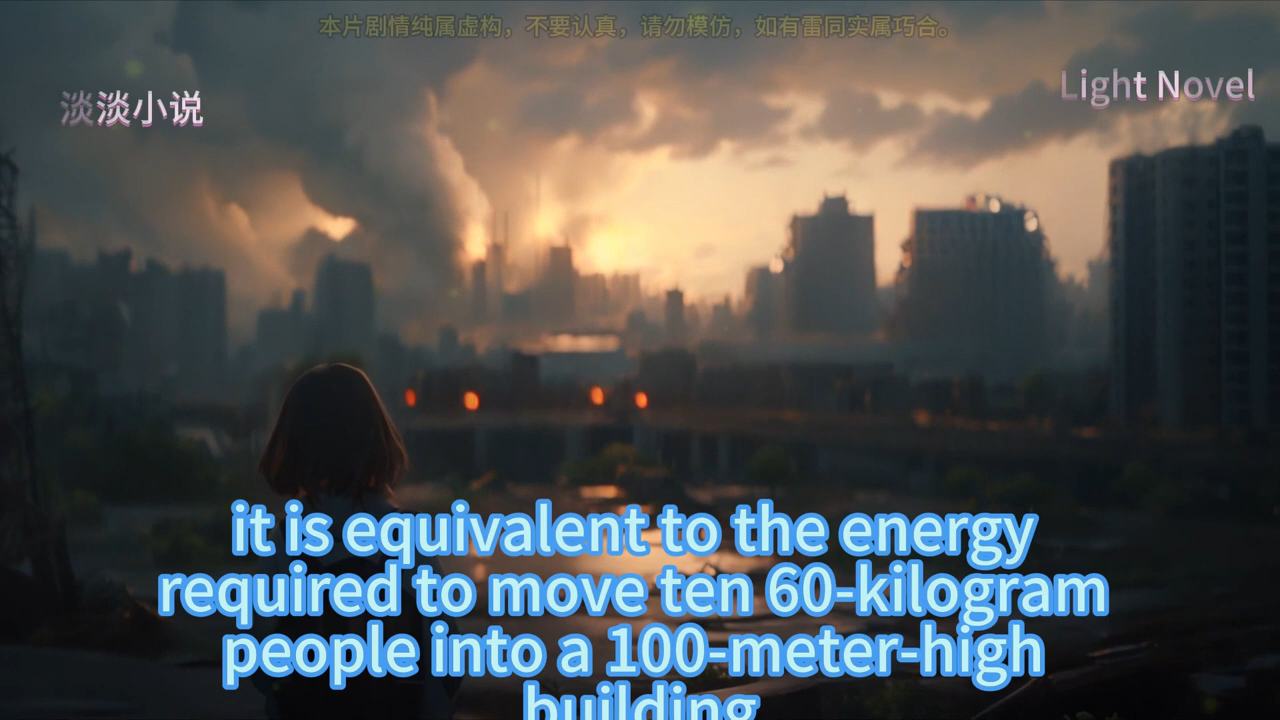 本片剧情纯属虚构，不要认真，请勿模仿，如有雷同实属巧合。
淡淡小说
Light Novel
it is equivalent to the energy
required to move ten 60-kilogram
people into a 100-meter-high
building